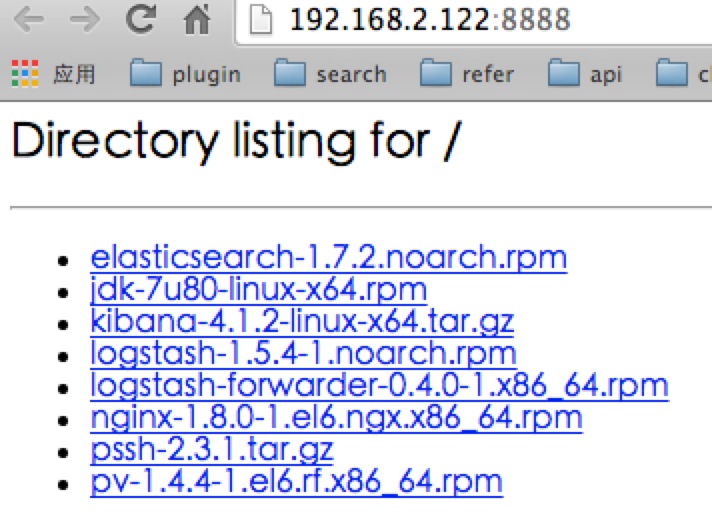 192.168.2.122:8888
应用 plugin search refer api
Directory listing for /
elasticsearch-1.7.2.noarch.rpm
jdk-7u80-linux-x64.rpm
kibana-4.1.2-linux-x64.tar.gz
logstash-1.5.4-1.noarch.rpm
logstash-forwarder-0.4.0-1.x86_64.rpm
nginx-1.8.0-1.el6.ngx.x86_64.rpm
pssh-2.3.1.tar.gz
pv-1.4.4-1.el6.rf.x86_64.rpm